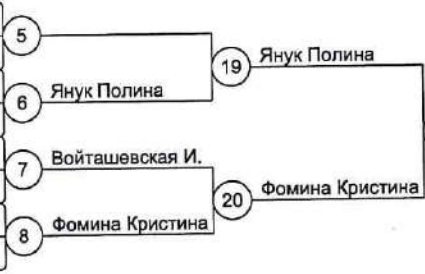 5
19 Янук Полина
6 Янук Полина
7 Войташевская И.
20 Фомина Кристина
8 Фомина Кристина